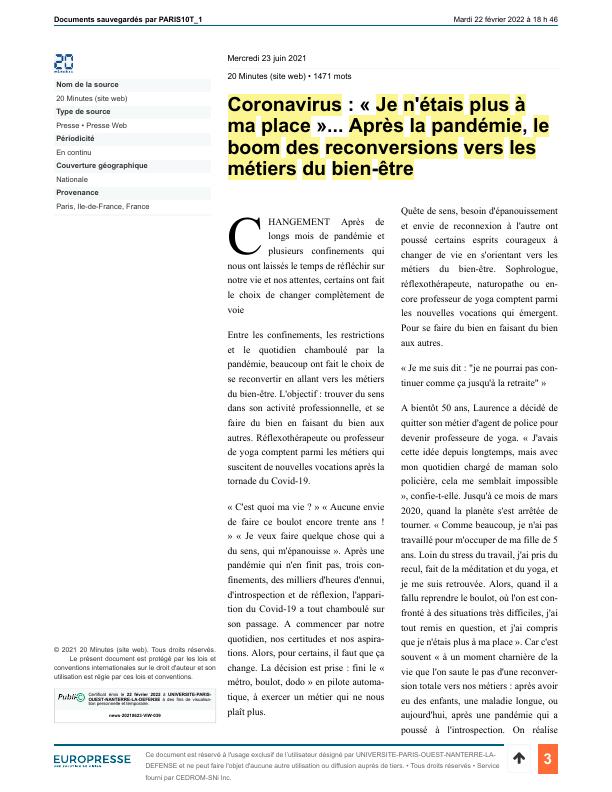 Documents sauvegardés par PARIS10T_1
Mardi 22 février 2022 à 18 h 46
20
MINUTES
Nom de la source
20 Minutes (site web)
Type de source
Presse • Presse Web
Périodicité
En continu
Couverture géographique
Nationale
Provenance
Paris, Ile-de-France, France
© 2021 20 Minutes (site web). Tous droits réservés.
Le présent document est protégé par les lois et
conventions internationales sur le droit d'auteur et son
utilisation est régie par ces lois et conventions.
Publi©
Certificat émis le 22 février 2022 à UNIVERSITE-PARIS-
OUEST-NANTERRE-LA-DEFENSE à des fins de visualisa-
tion personnelle et temporaire.
news·20210623·VIW·039
Mercredi 23 juin 2021
20 Minutes (site web) • 1471 mots
Coronavirus : « Je n'étais plus à
ma place »... Après la pandémie, le
boom des reconversions vers les
métiers du bien-être
CHANGEMENT Après de
longs mois de pandémie et
plusieurs confinements qui
nous ont laissés le temps de réfléchir sur
notre vie et nos attentes, certains ont fait
le choix de changer complètement de
voie
Entre les confinements, les restrictions
et le quotidien chamboulé par la
pandémie, beaucoup ont fait le choix de
se reconvertir en allant vers les métiers
du bien-être. L'objectif : trouver du sens
dans son activité professionnelle, et se
faire du bien en faisant du bien aux
autres. Réflexothérapeute ou professeur
de yoga comptent parmi les métiers qui
suscitent de nouvelles vocations après la
tornade du Covid-19.
« C'est quoi ma vie ? » « Aucune envie
de faire ce boulot encore trente ans !
» « Je veux faire quelque chose qui a
du sens, qui m'épanouisse ». Après une
pandémie qui n'en finit pas, trois con-
finements, des milliers d'heures d'ennui,
d'introspection et de réflexion, l'appari-
tion du Covid-19 a tout chamboulé sur
son passage. A commencer par notre
quotidien, nos certitudes et nos aspira-
tions. Alors, pour certains, il faut que ça
change. La décision est prise : fini le «
métro, boulot, dodo » en pilote automa-
tique, à exercer un métier qui ne nous
plaît plus.
Quête de sens, besoin d'épanouissement
et envie de reconnexion à l'autre ont
poussé certains esprits courageux à
changer de vie en s'orientant vers les
métiers du bien-être. Sophrologue,
réflexothérapeute, naturopathe ou en-
core professeur de yoga comptent parmi
les nouvelles vocations qui émergent.
Pour se faire du bien en faisant du bien
aux autres.
« Je me suis dit : "je ne pourrai pas con-
tinuer comme ça jusqu'à la retraite" »
A bientôt 50 ans, Laurence a décidé de
quitter son métier d'agent de police pour
devenir professeure de yoga. « J'avais
cette idée depuis longtemps, mais avec
mon quotidien chargé de maman solo
policière, cela me semblait impossible
», confie-t-elle. Jusqu'à ce mois de mars
2020, quand la planète s'est arrêtée de
tourner. « Comme beaucoup, je n'ai pas
travaillé pour m'occuper de ma fille de 5
ans. Loin du stress du travail, j'ai pris du
recul, fait de la méditation et du yoga, et
je me suis retrouvée. Alors, quand il a
fallu reprendre le boulot, où l'on est con-
fronté à des situations très difficiles, j'ai
tout remis en question, et j'ai compris
que je n'étais plus à ma place ». Car c'est
souvent « à un moment charnière de la
vie que l'on saute le pas d'une reconver-
sion totale vers nos métiers : après avoir
eu des enfants, une maladie longue, ou
aujourd'hui, après une pandémie qui a
poussé à l'introspection. On réalise
EUROPRESSE
Ce document est réservé à l'usage exclusif de l'utilisateur désigné par UNIVERSITE-PARIS-OUEST-NANTERRE-LA-
DEFENSE et ne peut faire l'objet d'aucune autre utilisation ou diffusion auprès de tiers. • Tous droits réservés • Service
fourni par CEDROM-SNi Inc.
3